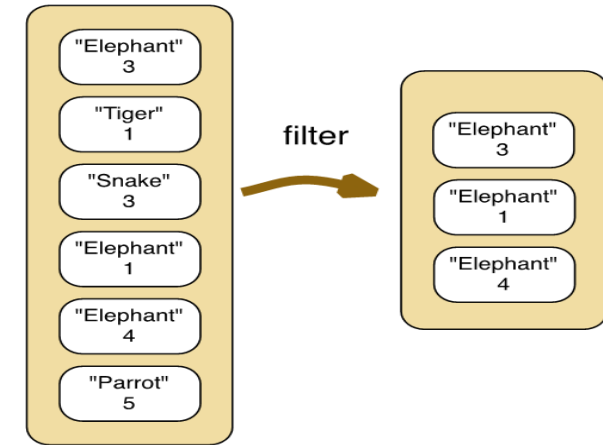 "Elephant"
3
"Tiger"
1
"Snake"
3
"Elephant"
1
"Elephant"
4
"Parrot"
5
filter
"Elephant"
3
"Elephant"
1
"Elephant"
4